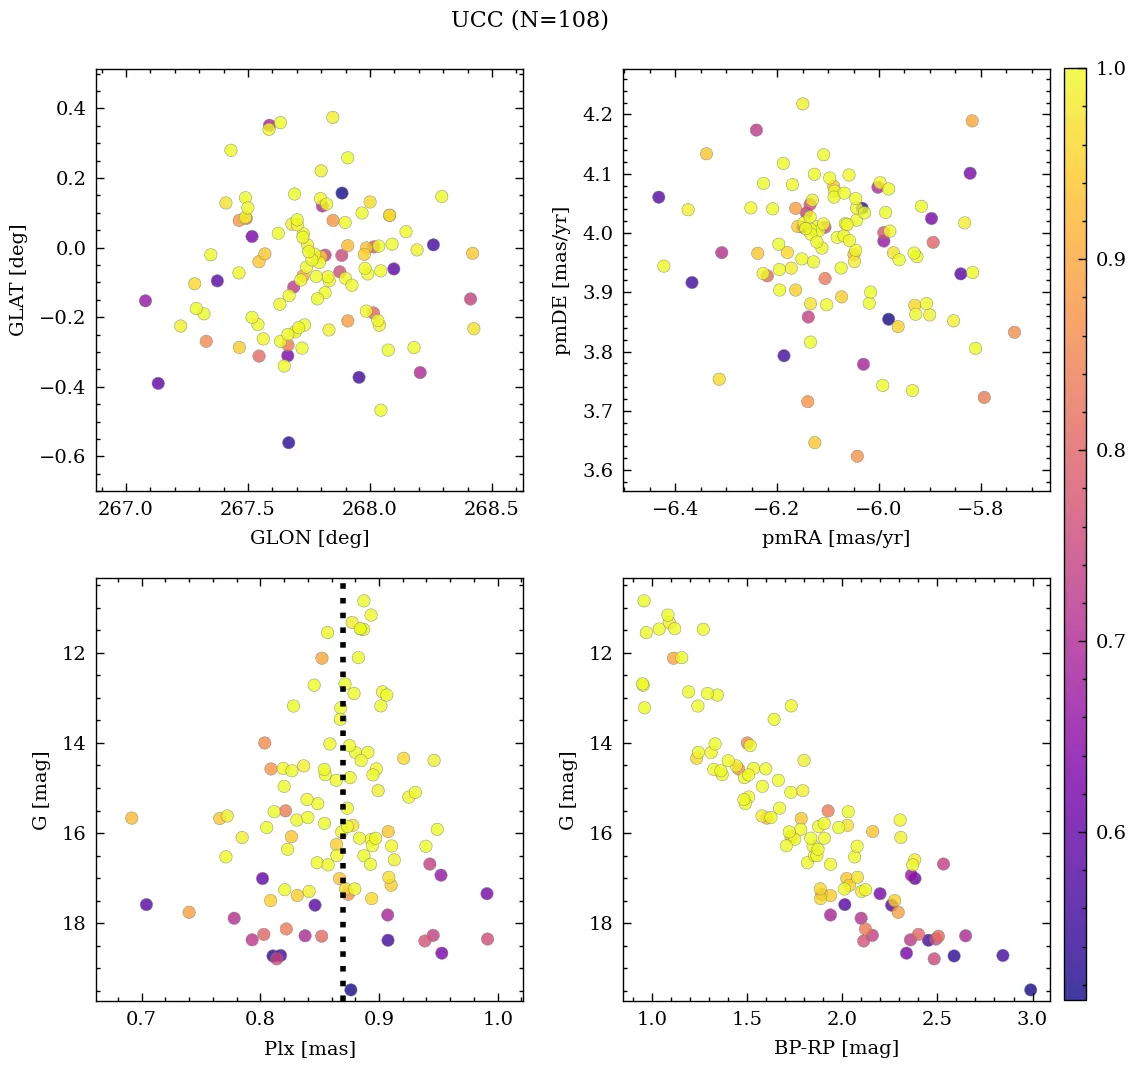 UCC (N=108)
0.4
0.2
0.0
−0.2
−0.4
−0.6
GLAT [deg]
267.0 267.5 268.0 268.5
GLON [deg]
4.2
4.1
4.0
3.9
3.8
3.7
3.6
pmDE [mas/yr]
−6.4 −6.2 −6.0 −5.8
pmRA [mas/yr]
1.0
0.9
0.8
0.7
0.6
12
14
16
18
G [mag]
0.7 0.8 0.9 1.0
Plx [mas]
12
14
16
18
G [mag]
1.0 1.5 2.0 2.5 3.0
BP-RP [mag]